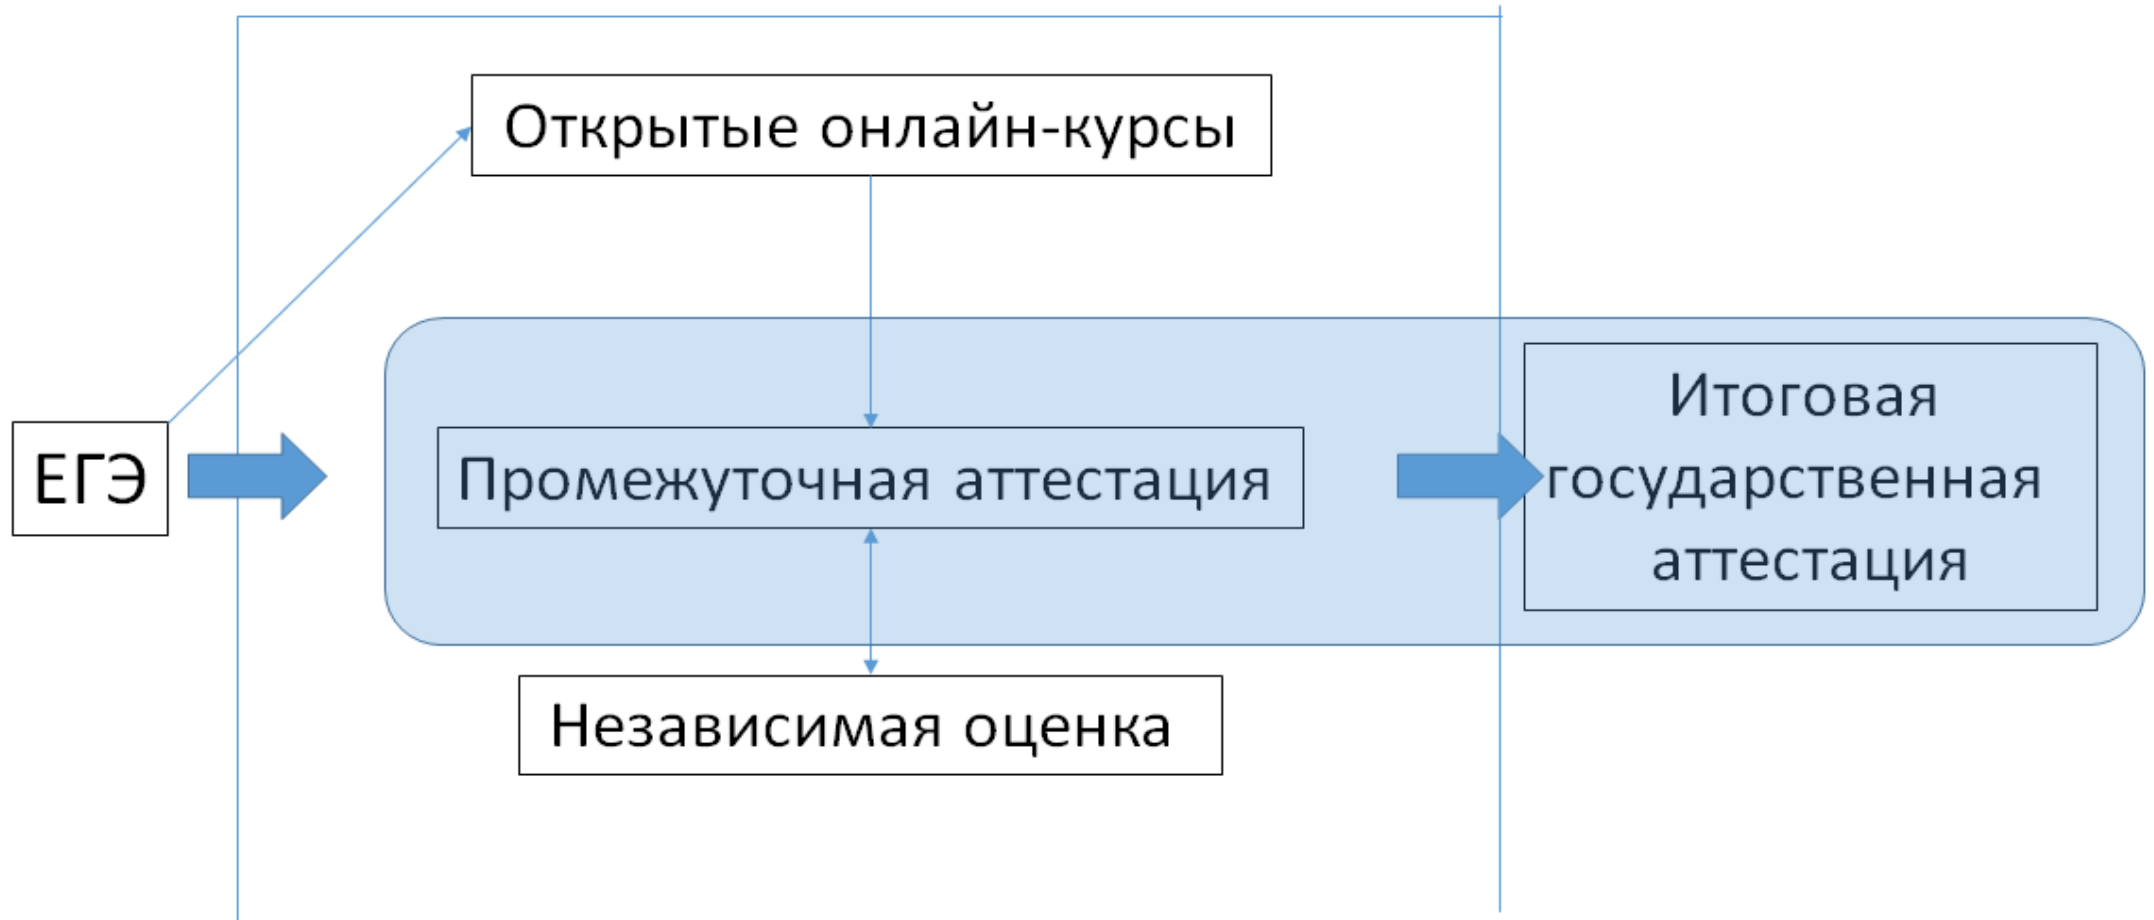 Открытые онлайн-курсы
ЕГЭ
Промежуточная аттестация
Итоговая
государственная
аттестация
Независимая оценка